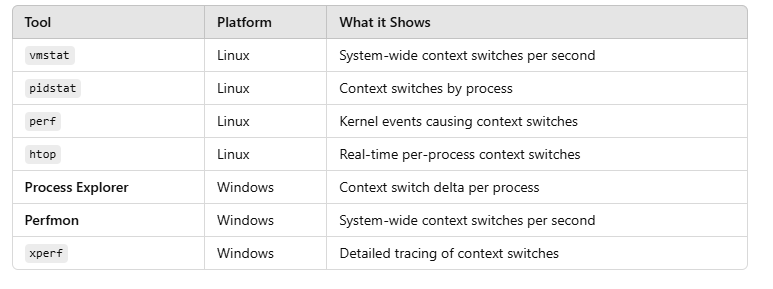 Tool Platform What it Shows
vmstat Linux System-wide context switches per second
pidstat Linux Context switches by process
perf Linux Kernel events causing context switches
htop Linux Real-time per-process context switches
Process Explorer Windows Context switch delta per process
Perfmon Windows System-wide context switches per second
xperf Windows Detailed tracing of context switches